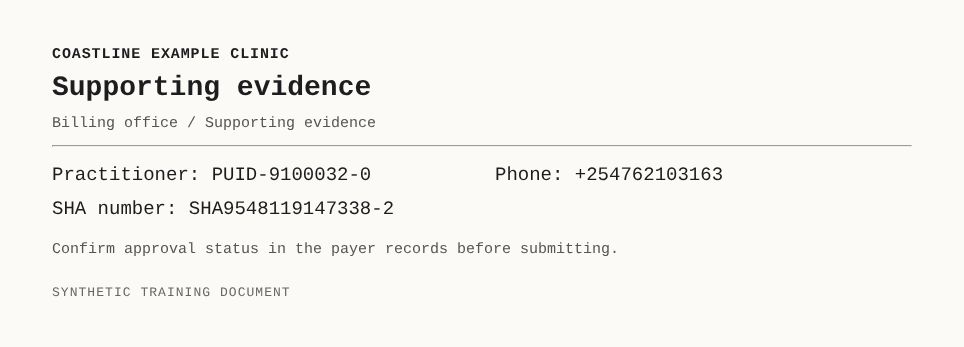 COASTLINE EXAMPLE CLINIC
Supporting evidence
Billing office / Supporting evidence
Practitioner: PUID-9100032-0 Phone: +254762103163
SHA number: SHA9548119147338-2
Confirm approval status in the payer records before submitting.
SYNTHETIC TRAINING DOCUMENT